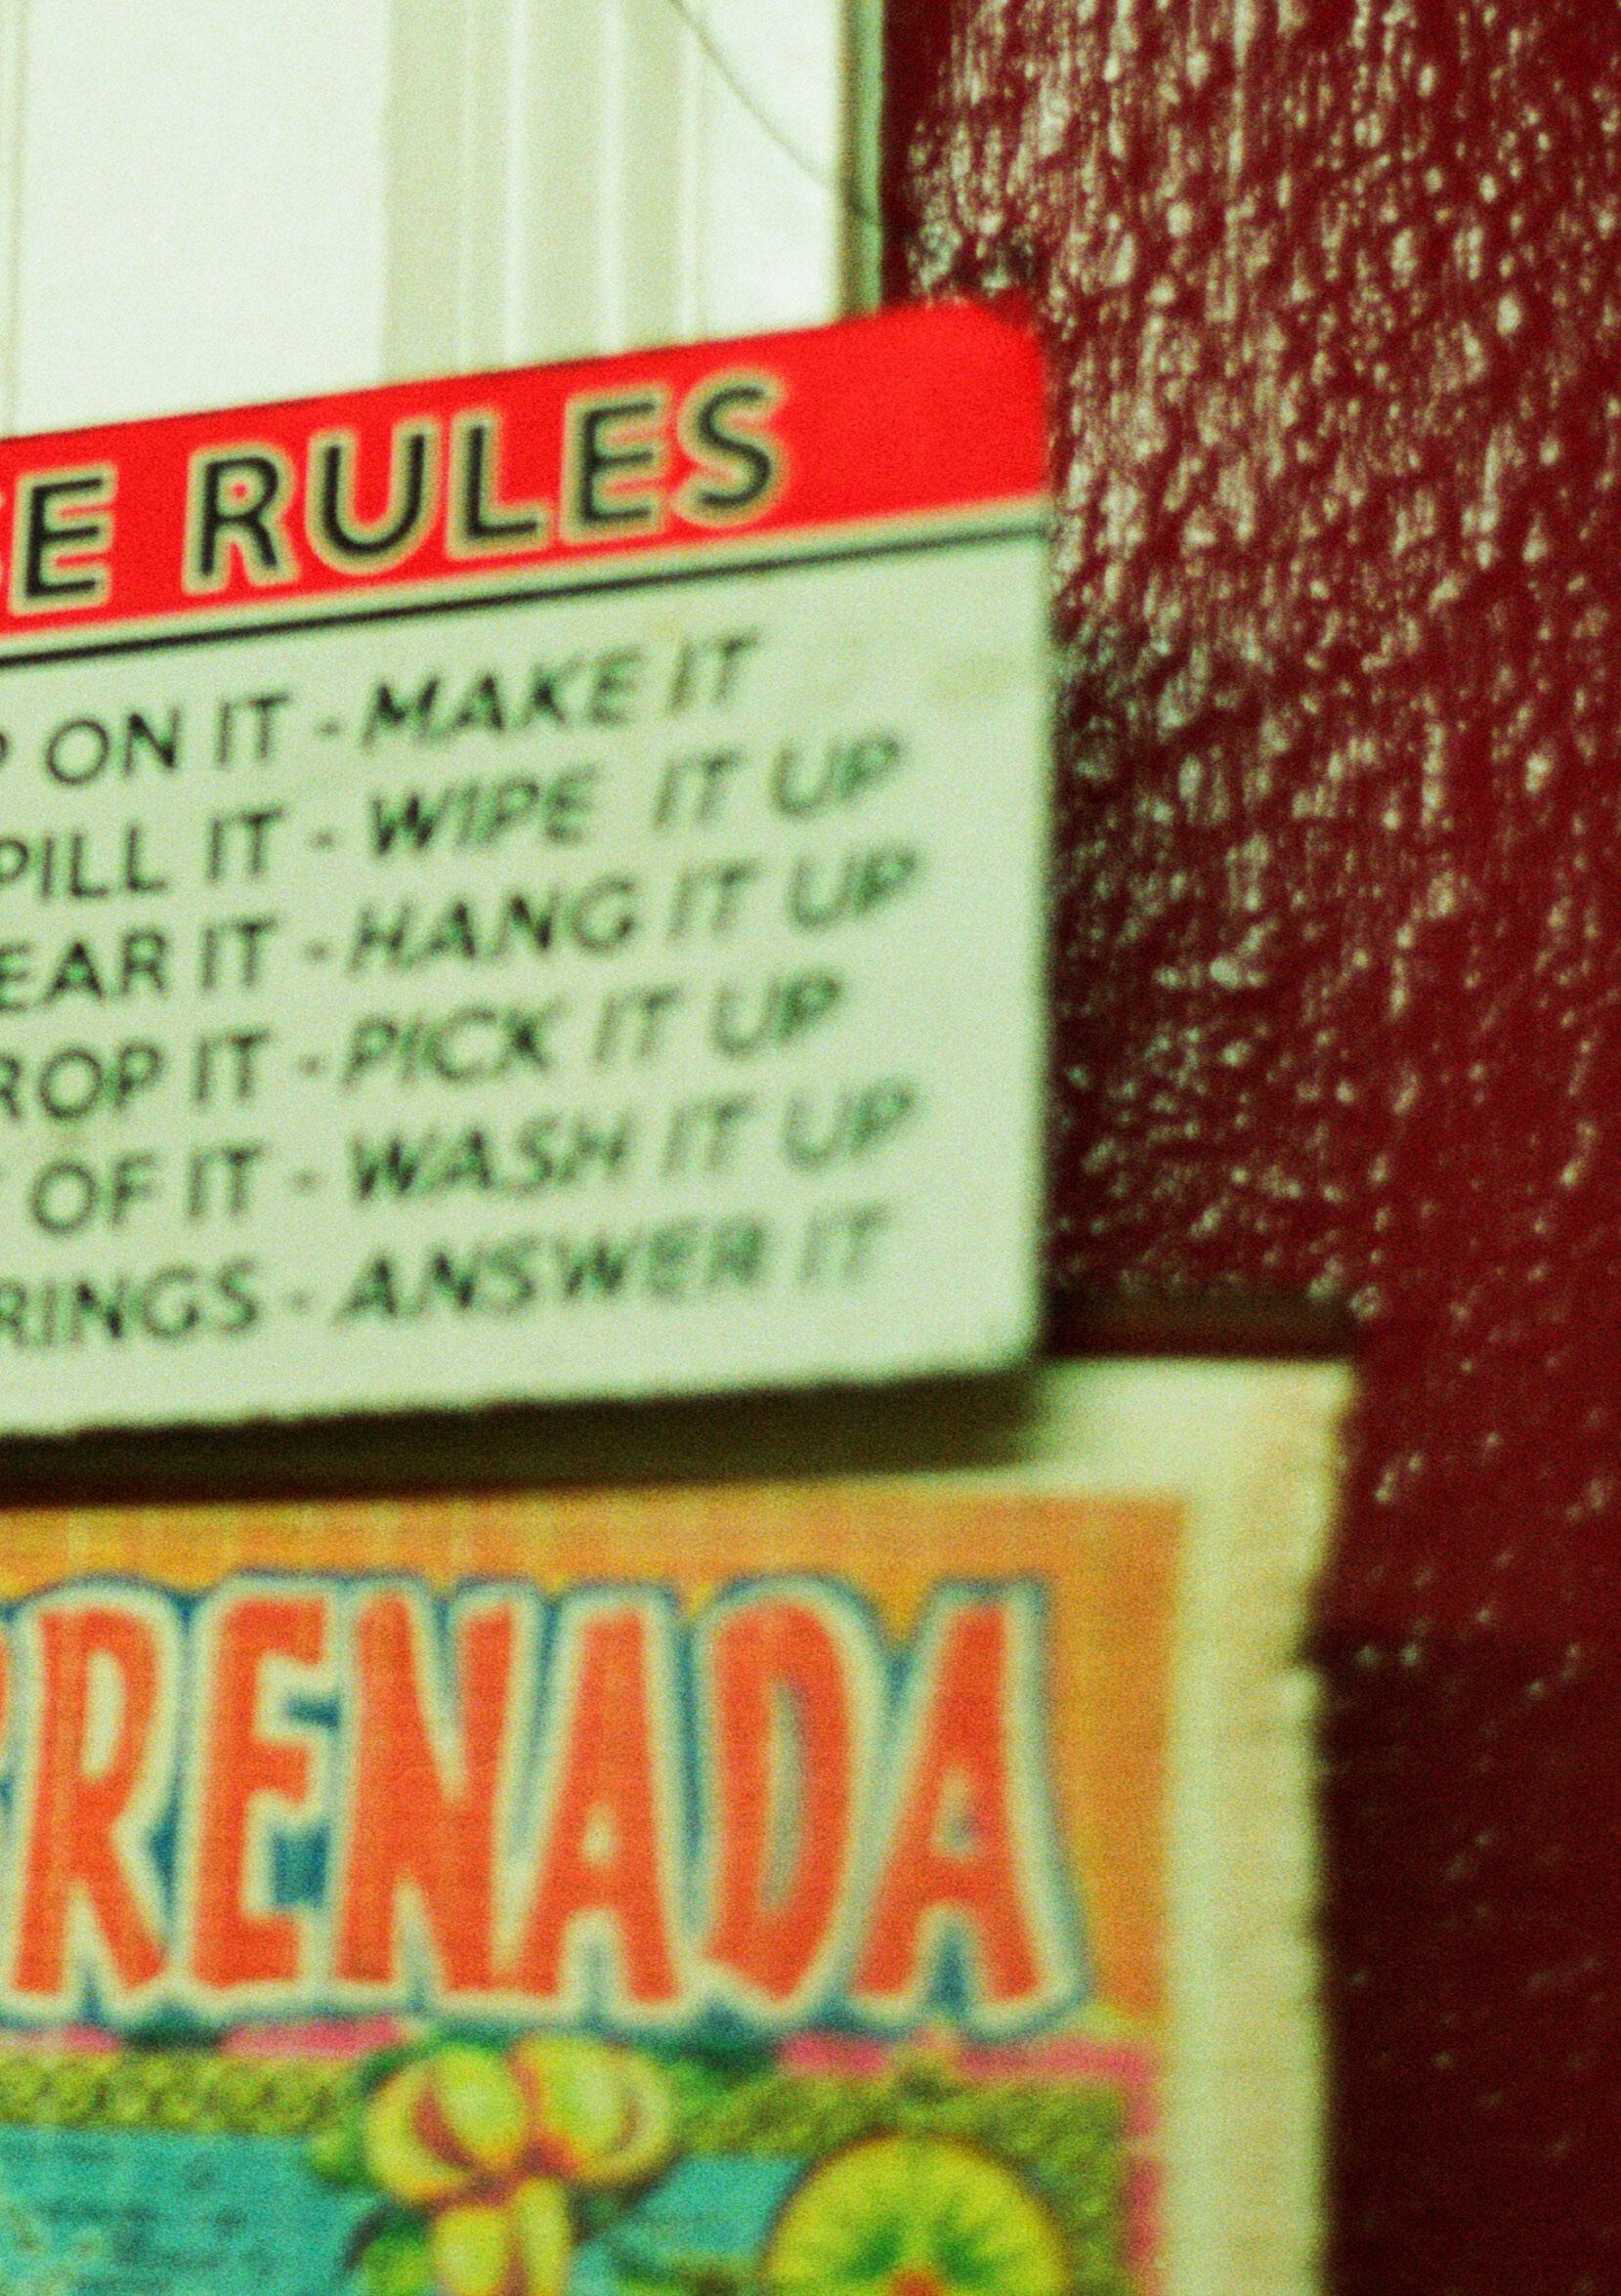 SE RULES
P ON IT - MAKE IT
PILL IT - WIPE IT UP
EAR IT - HANG IT UP
ROP IT - PICK IT UP
OF IT - WASH IT UP
RINGS - ANSWER IT
RENADA